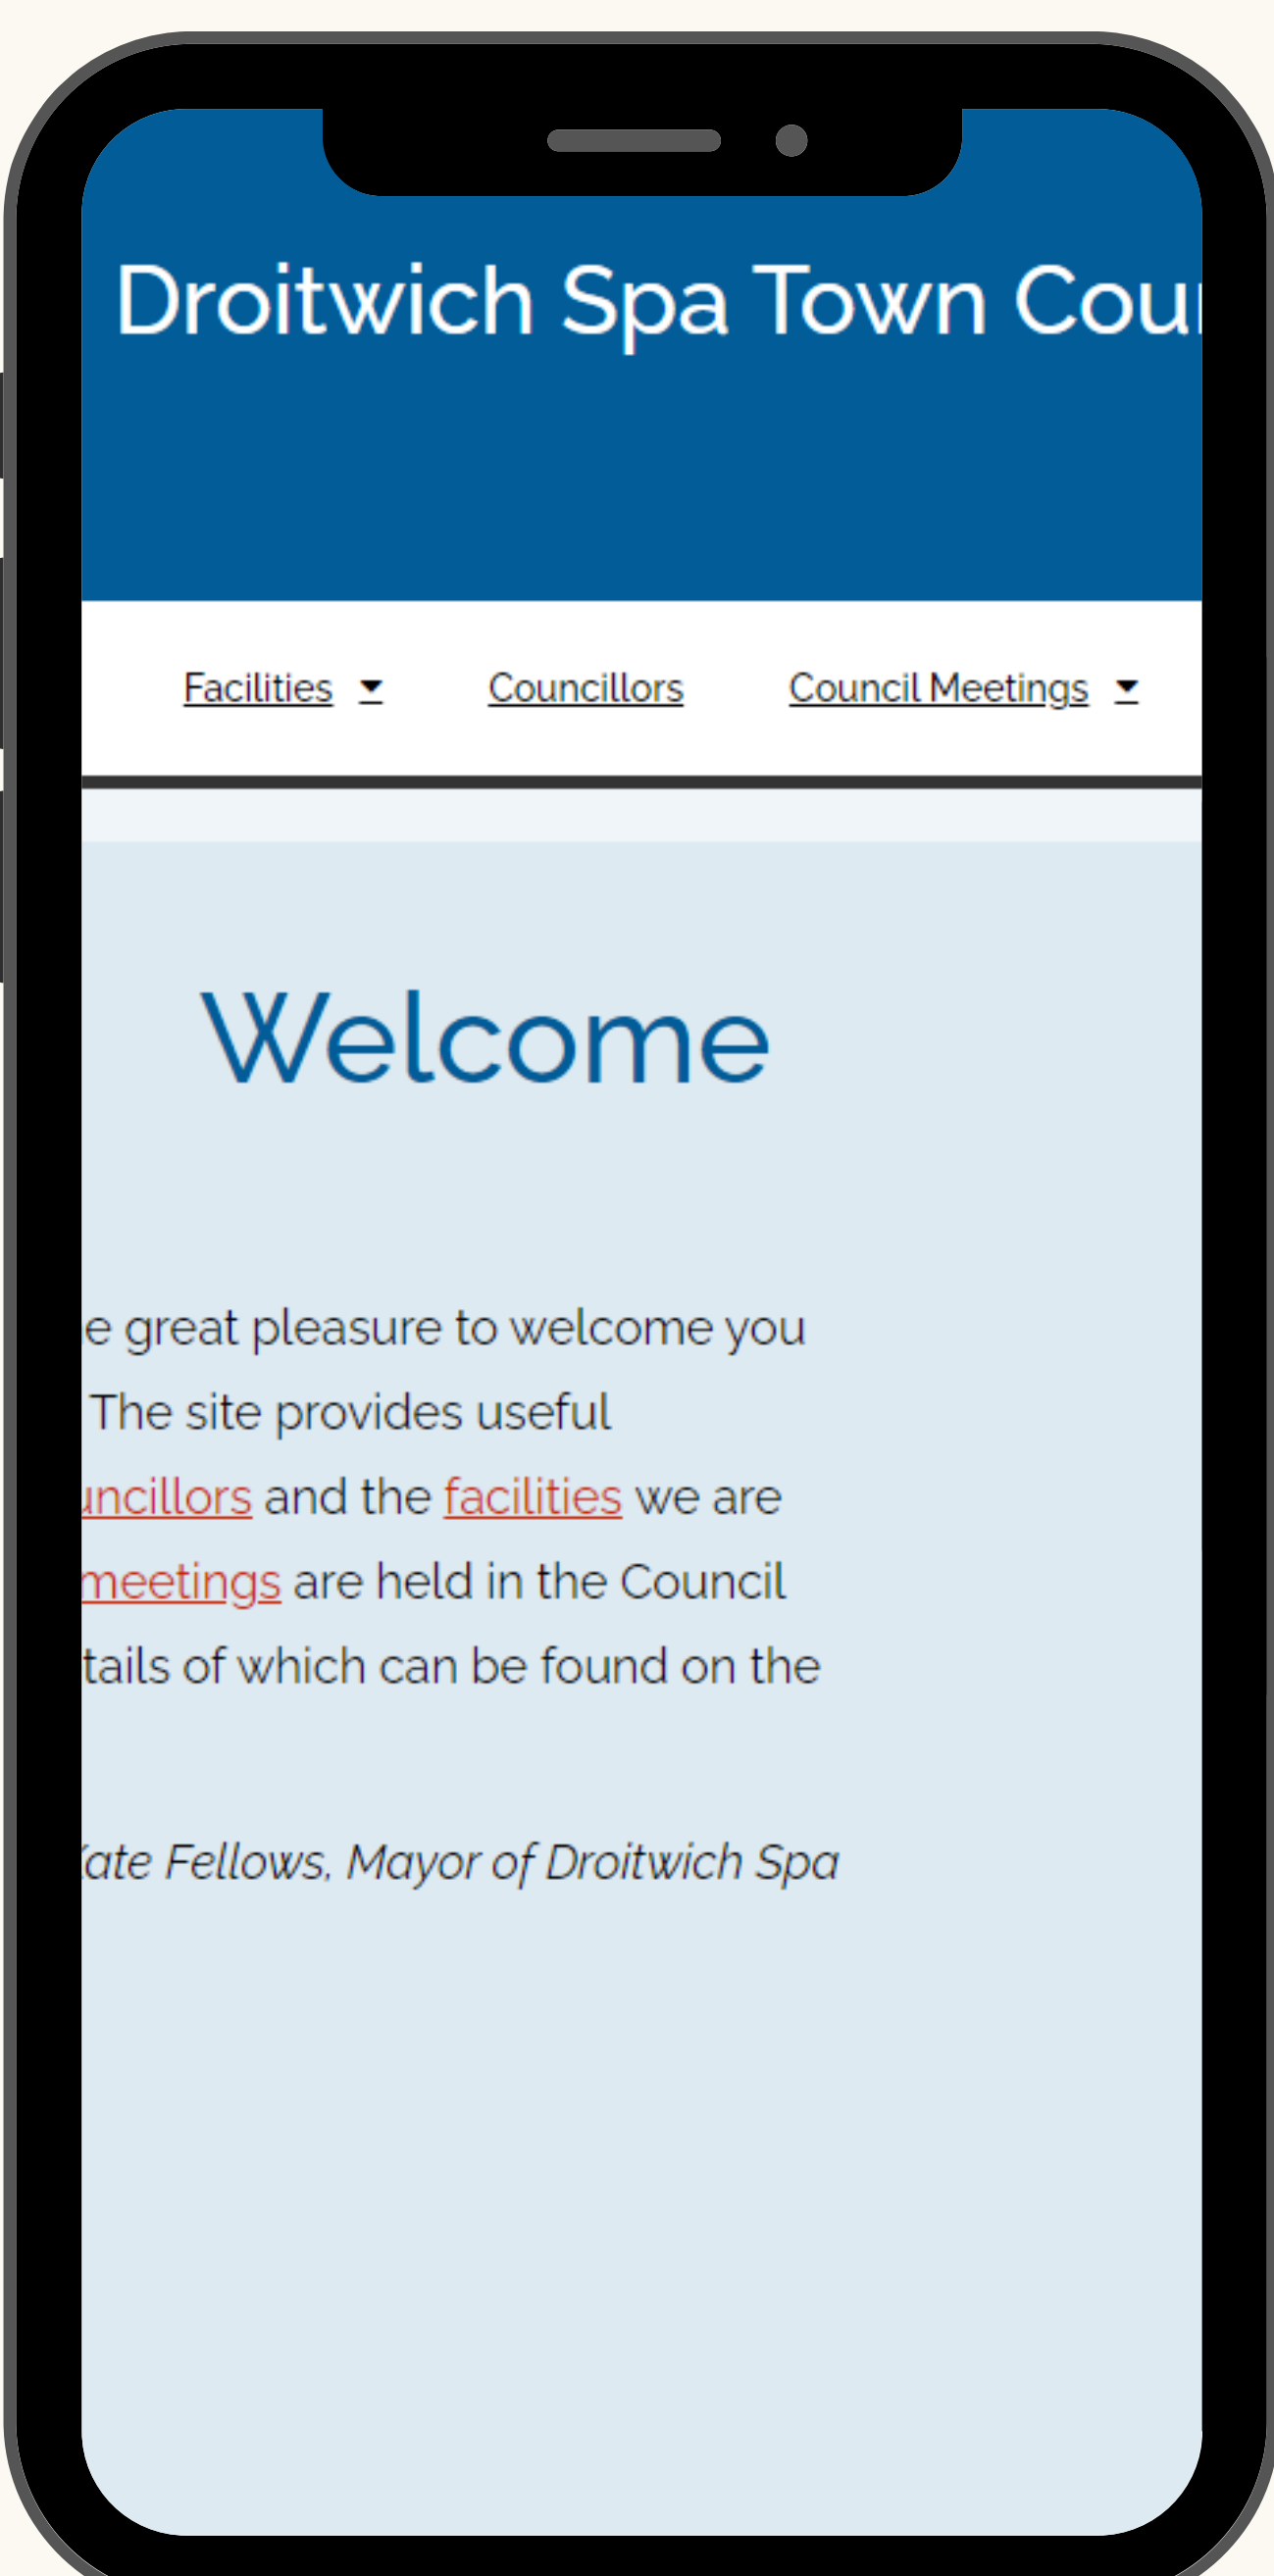 Droitwich Spa Town Cou
Facilities Councillors Council Meetings
Welcome
e great pleasure to welcome you
The site provides useful
uncillors and the facilities we are
meetings are held in the Council
tails of which can be found on the
ate Fellows, Mayor of Droitwich Spa